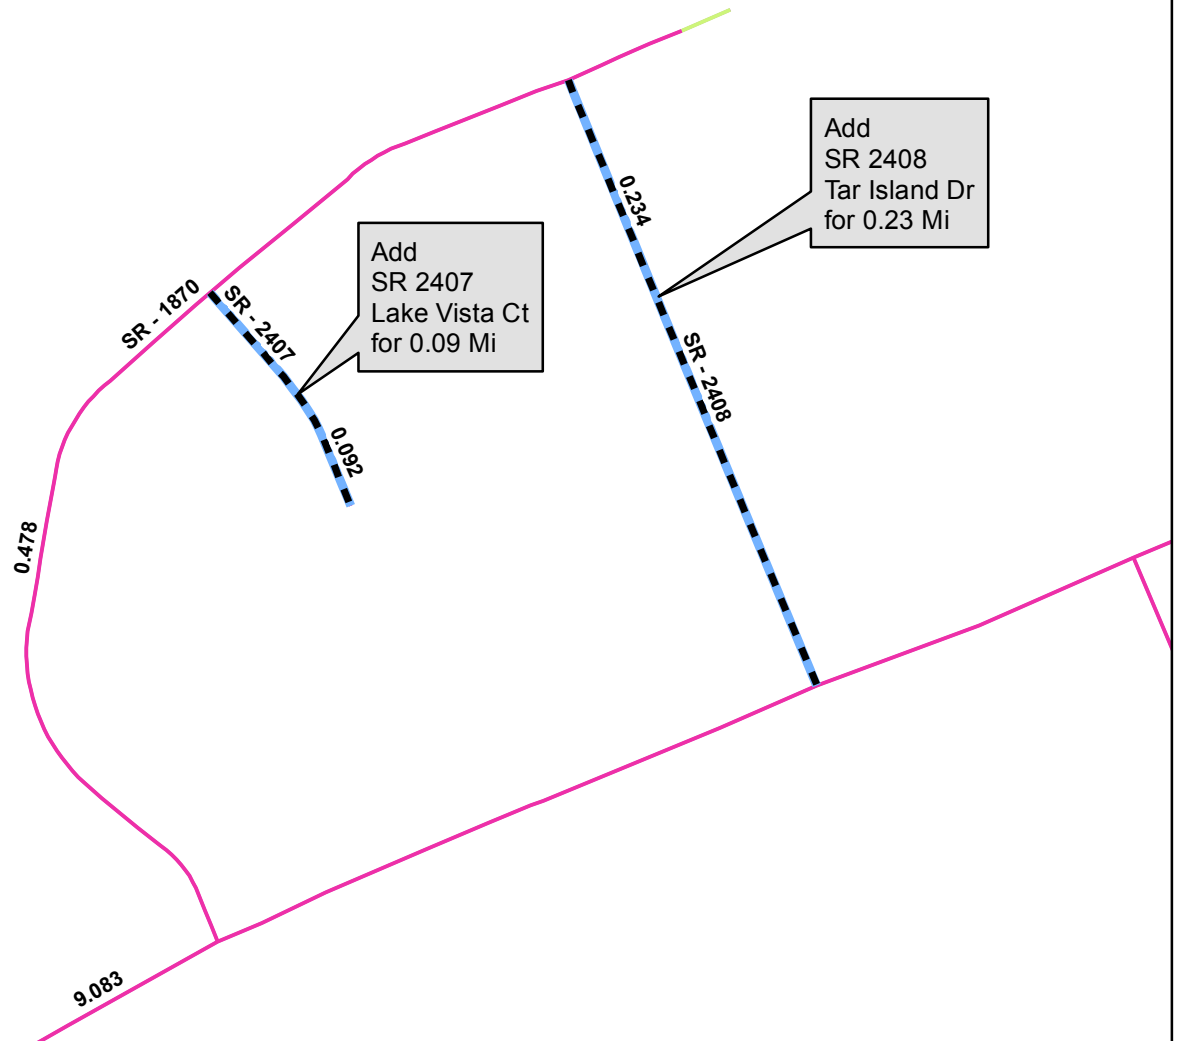 Add
SR 2408
Tar Island Dr
for 0.23 Mi
0.234
Add
SR 2407
Lake Vista Ct
for 0.09 Mi
SR - 1870
SR - 2407
SR - 2408
0.092
0.478
9.083